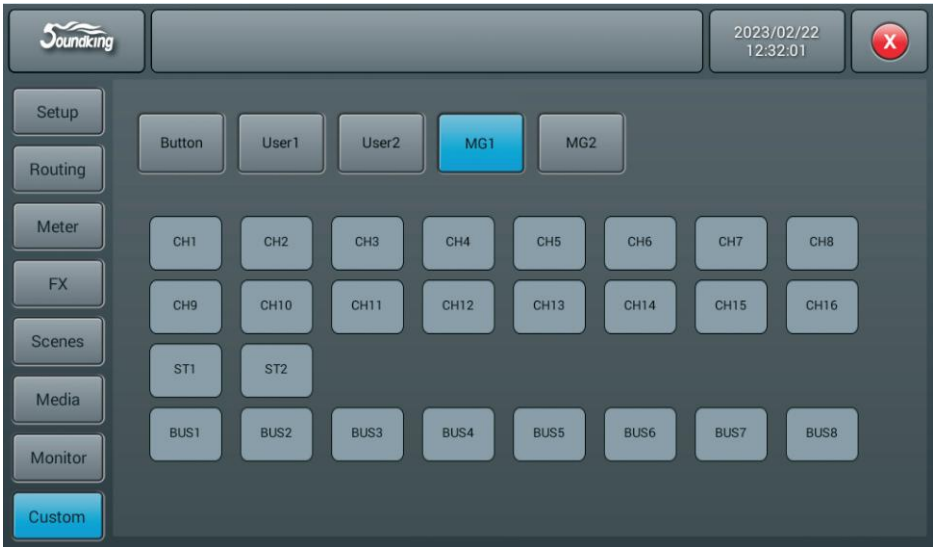 Soundking
2023/02/22
12:32:01
X
Setup
Routing
Meter
FX
Scenes
Media
Monitor
Custom
Button User1 User2 MG1 MG2
CH1 CH2 CH3 CH4 CH5 CH6 CH7 CH8
CH9 CH10 CH11 CH12 CH13 CH14 CH15 CH16
ST1 ST2
BUS1 BUS2 BUS3 BUS4 BUS5 BUS6 BUS7 BUS8